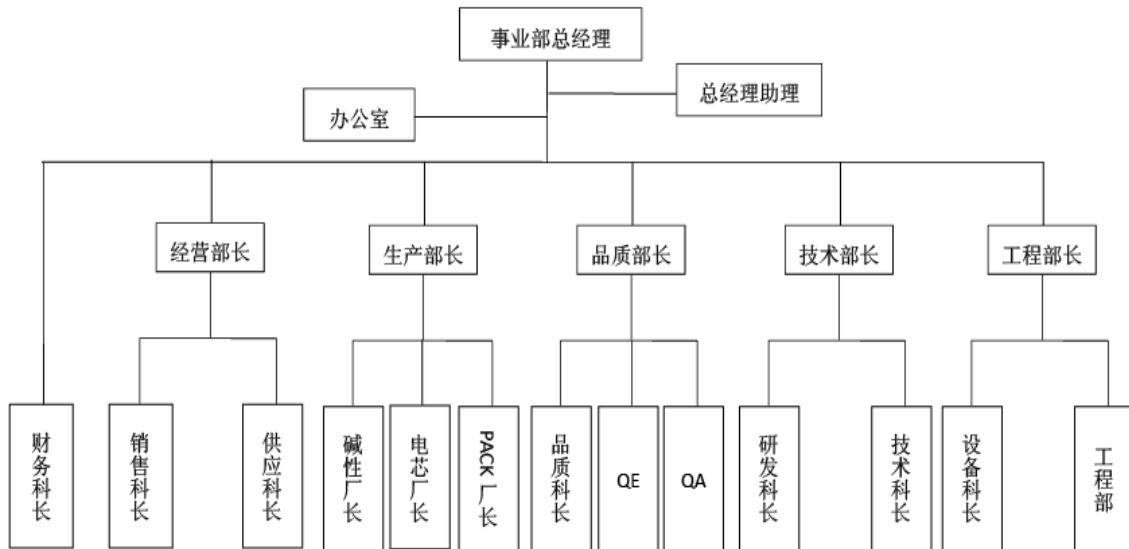 事业部总经理
总经理助理
办公室
经营部长
生产部长
品质部长
技术部长
工程部长
财务科长
销售科长
供应科长
碱性厂长
电芯厂长
PACK 厂长
品质科长
QE
QA
研发科长
技术科长
设备科长
工程部